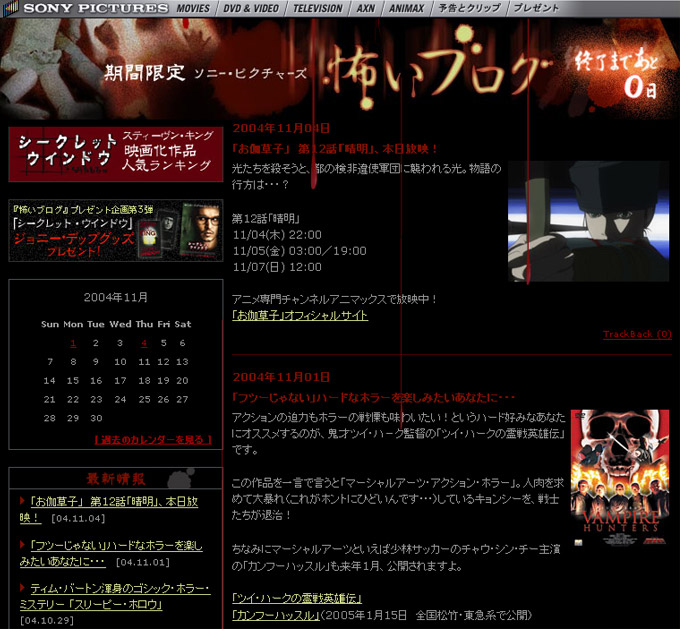 SONY PICTURES MOVIES DVD & VIDEO TELEVISION AXN ANIMAX 予告とクリップ プレゼント
期間限定 ソニー・ピクチャーズ 怖いブログ
終了まであと
0日
シークレット
ウインドウ
スティーヴン・キング
映画化作品
人気ランキング
『怖いブログ』プレゼント企画第3弾
「シークレット・ウインドウ」
ジョニー・デップグッズ
プレゼント!
2004年11月
Sun Mon Tue Wed Thu Fri Sat
1 2 3 4 5 6
7 8 9 10 11 12 13
14 15 16 17 18 19 20
21 22 23 24 25 26 27
28 29 30
[ 過去のカレンダーを見る ]
最新情報
「お伽草子」 第12話「晴明」、本日放
映! [04.11.04]
「フツーじゃない」ハードなホラーを楽し
みたいあなたに・・・ [04.11.01]
ティム・バートン渾身のゴシック・ホラー・
ミステリー 「スリーピー・ホロウ」
[04.10.29]
2004年11月04日
「お伽草子」 第12話「晴明」、本日放映!
光たちを殺そうと、都の検非違使軍団に襲われる光。物語の
行方は・・・?
第12話「晴明」
11/04(木) 22:00
11/05(金) 03:00/19:00
11/07(日) 12:00
アニメ専門チャンネルアニマックスで放映中!
「お伽草子」オフィシャルサイト
TrackBack (0)
2004年11月01日
「フツーじゃない」ハードなホラーを楽しみたいあなたに・・・
アクションの迫力もホラーの戦慄も味わいたい!というハード好みなあなた
にオススメするのが、鬼才ツイ・ハーク監督の「ツイ・ハークの霊戦英雄伝」
です。
この作品を一言で言うと「マーシャルアーツ・アクション・ホラー」。人肉を求
めて大暴れ(これがホントにひどいんです・・・)しているキョンシーを、戦士
たちが退治!
ちなみにマーシャルアーツといえば少林サッカーのチャウ・シン・チー主演
の「カンフーハッスル」も来年1月、公開されますよ。
「ツイ・ハークの霊戦英雄伝」
「カンフーハッスル」(2005年1月15日 全国松竹・東急系で公開)
VAMPIRE
HUNTERS